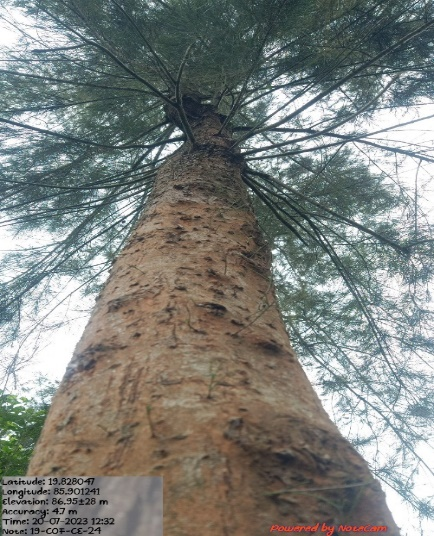 Latitude: 19.828047
Longitude: 85.901241
Elevation: 86.95±28 m
Accuracy: 4.7 m
Time: 20-07-2023 12:32
Note: 19-C07-CE-24
Powered by NoteCam